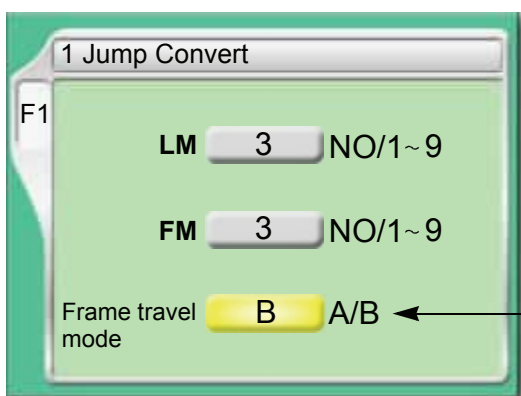 1 Jump Convert
F1
LM 3 NO/1~9
FM 3 NO/1~9
Frame travel mode B A/B